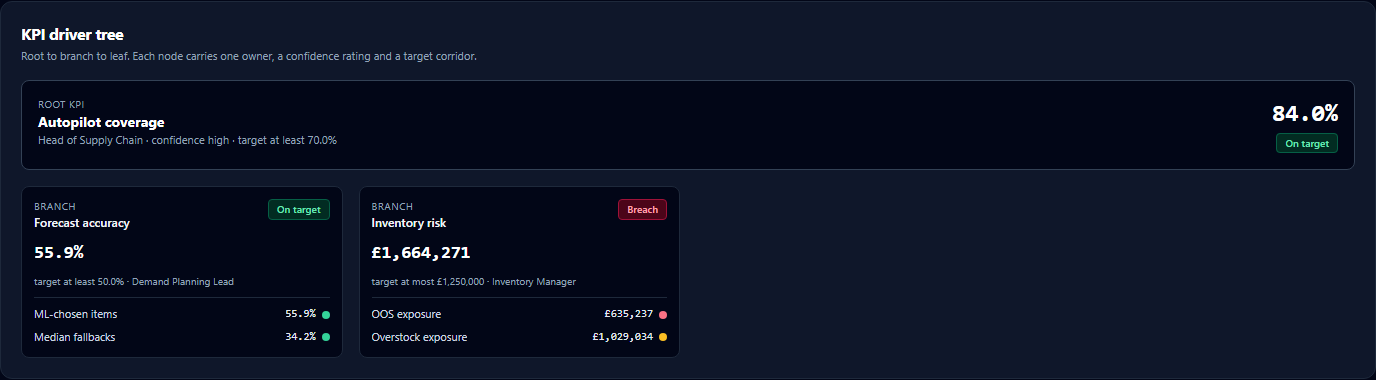 KPI driver tree
Root to branch to leaf. Each node carries one owner, a confidence rating and a target corridor.
ROOT KPI
Autopilot coverage
Head of Supply Chain · confidence high · target at least 70.0%
84.0%
On target
BRANCH
Forecast accuracy
On target
55.9%
target at least 50.0% · Demand Planning Lead
ML-chosen items 55.9%
Median fallbacks 34.2%
BRANCH
Inventory risk
Breach
£1,664,271
target at most £1,250,000 · Inventory Manager
OOS exposure £635,237
Overstock exposure £1,029,034